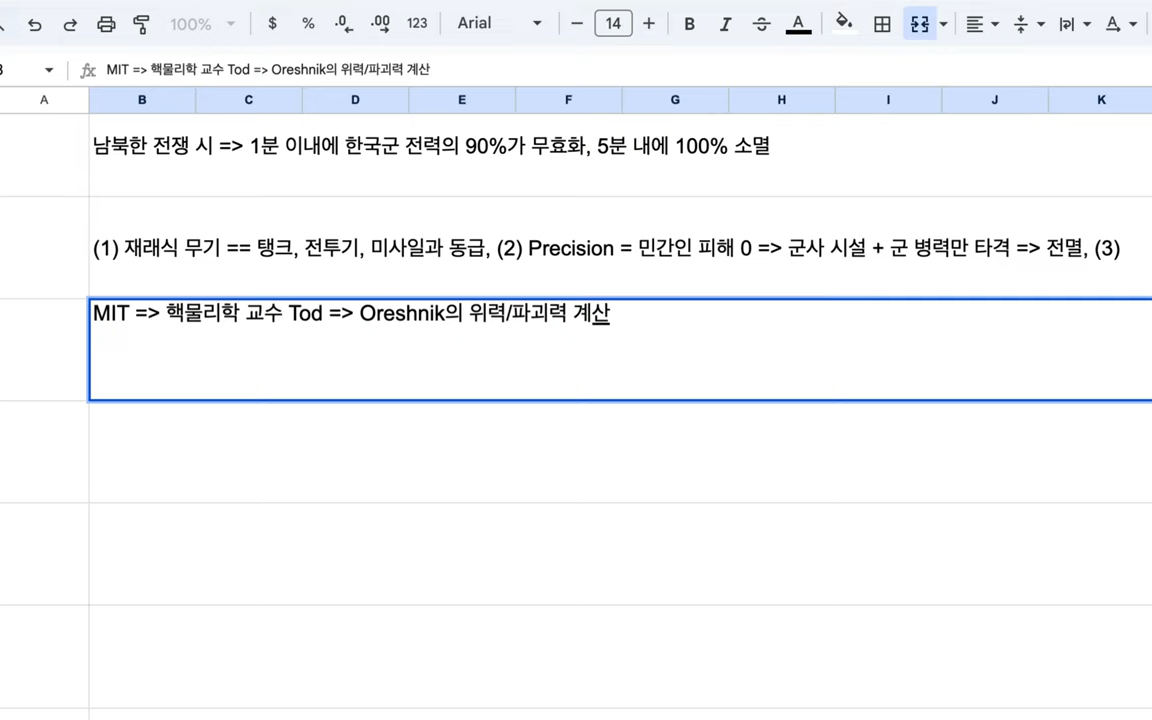 100% $ % .0 .00 123 Arial 14 B I S A A
fx MIT => 핵물리학 교수 Tod => Oreshnik의 위력/파괴력 계산
A B C D E F G H I J K
남북한 전쟁 시 => 1분 이내에 한국군 전력의 90%가 무효화, 5분 내에 100% 소멸
(1) 재래식 무기 == 탱크, 전투기, 미사일과 동급, (2) Precision = 민간인 피해 0 => 군사 시설 + 군 병력만 타격 => 전멸, (3)
MIT => 핵물리학 교수 Tod => Oreshnik의 위력/파괴력 계산